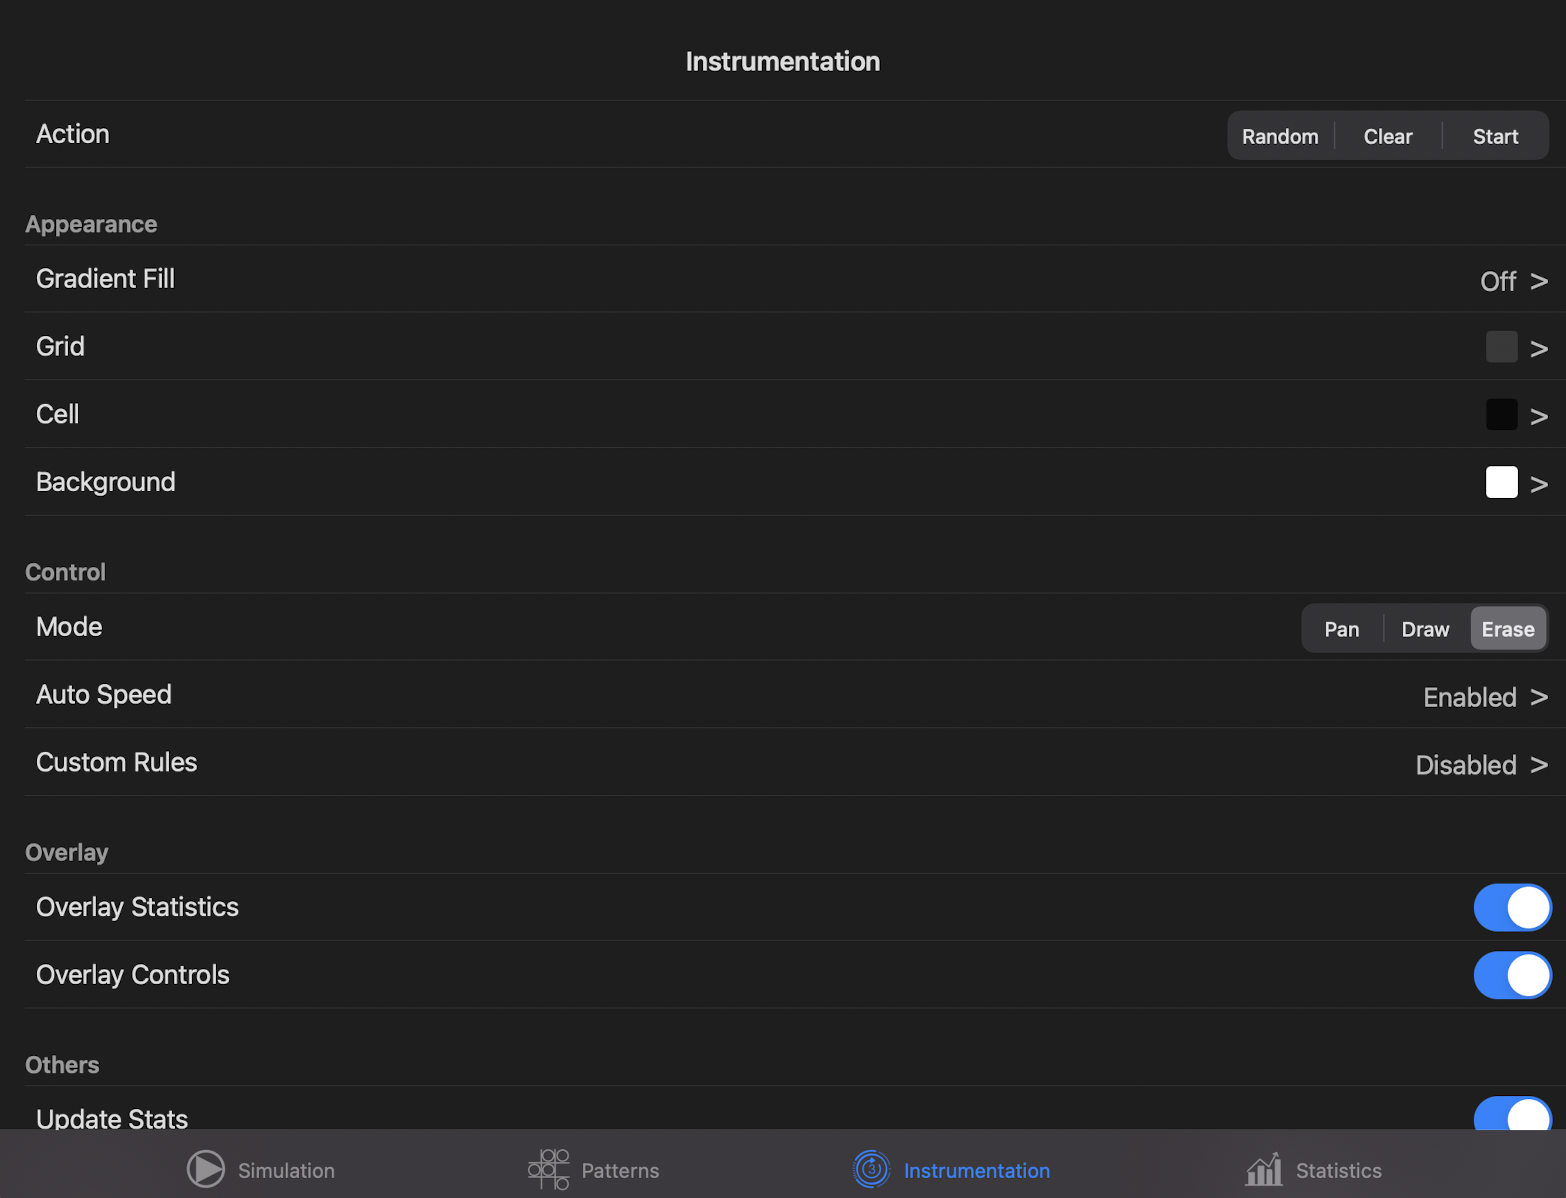 Instrumentation
Action Random Clear Start
Appearance
Gradient Fill Off >
Grid >
Cell >
Background >
Control
Mode Pan Draw Erase
Auto Speed Enabled >
Custom Rules Disabled >
Overlay
Overlay Statistics
Overlay Controls
Others
Update Stats
Simulation Patterns 3 Instrumentation Statistics